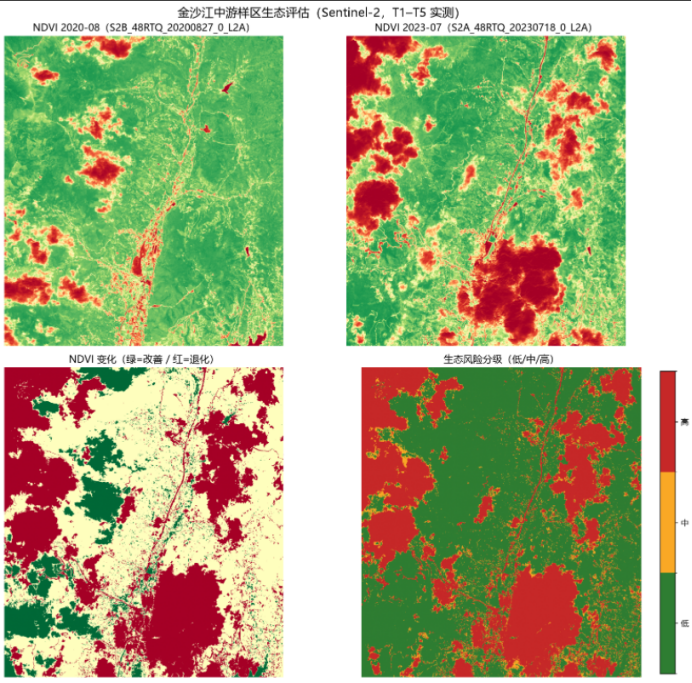 金沙江中游样区生态评估（Sentinel-2，T1–T5 实测）
NDVI 2020-08（S2B_48RTQ_20200827_0_L2A）
NDVI 2023-07（S2A_48RTQ_20230718_0_L2A）
NDVI 变化（绿=改善 / 红=退化）
生态风险分级（低/中/高）
高
中
低